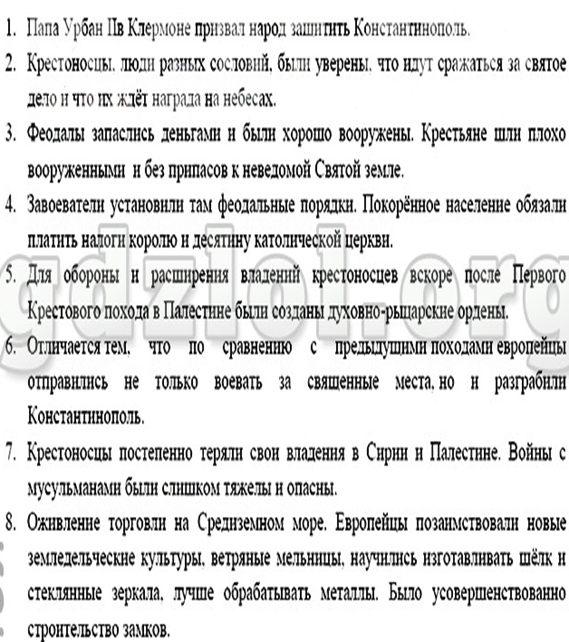 1. Папа Урбан IIв Клермоне призвал народ зашитить Константинополь.
2. Крестоносцы, люди разных сословий, были уверены, что идут сражаться за святое
дело и что их ждёт награда на небесах.
3. Феодалы запаслись деньгами и были хорошо вооружены. Крестьяне шли плохо
вооруженными и без припасов к неведомой Святой земле.
4. Завоеватели установили там феодальные порядки. Покорённое население обязали
платить налоги королю и десятину католической церкви.
5. Для обороны и расширения владений крестоносцев вскоре после Первого
Крестового похода в Палестине были созданы духовно-рыцарские ордены.
6. Отличается тем, что по сравнению с предыдущими походами европейцы
отправились не только воевать за священные места, но и разграбили
Константинополь.
7. Крестоносцы постепенно теряли свои владения в Сирии и Палестине. Войны с
мусульманами были слишком тяжелы и опасны.
8. Оживление торговли на Средиземном море. Европейцы позаимствовали новые
земледельческие культуры, ветряные мельницы, научились изготавливать шёлк и
стеклянные зеркала, лучше обрабатывать металлы. Было усовершенствованно
строительство замков.
gdzlol.org